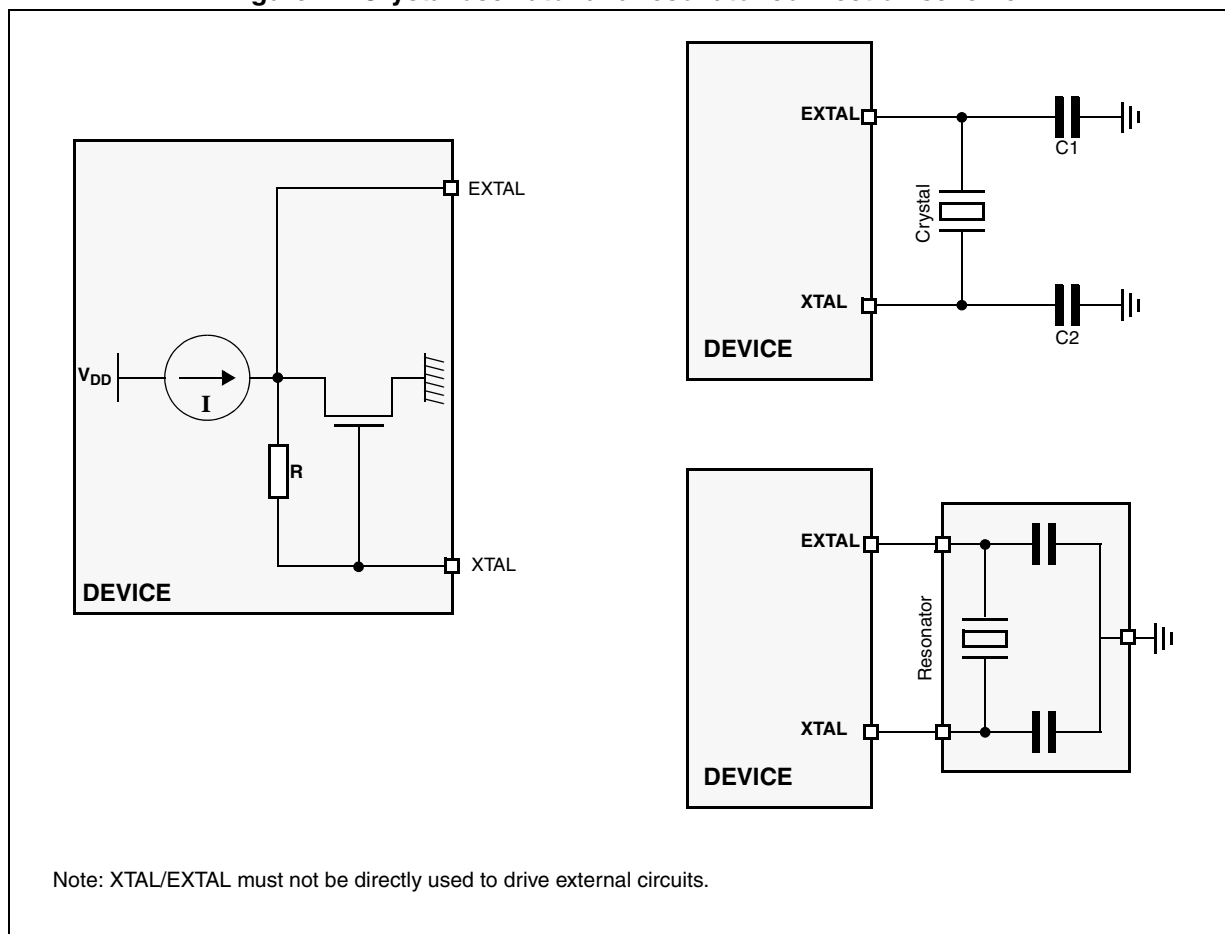 EXTAL
C1
Crystal
XTAL
C2
DEVICE
EXTAL
VDD
I
R
XTAL
DEVICE
EXTAL
Resonator
XTAL
DEVICE
Note: XTAL/EXTAL must not be directly used to drive external circuits.